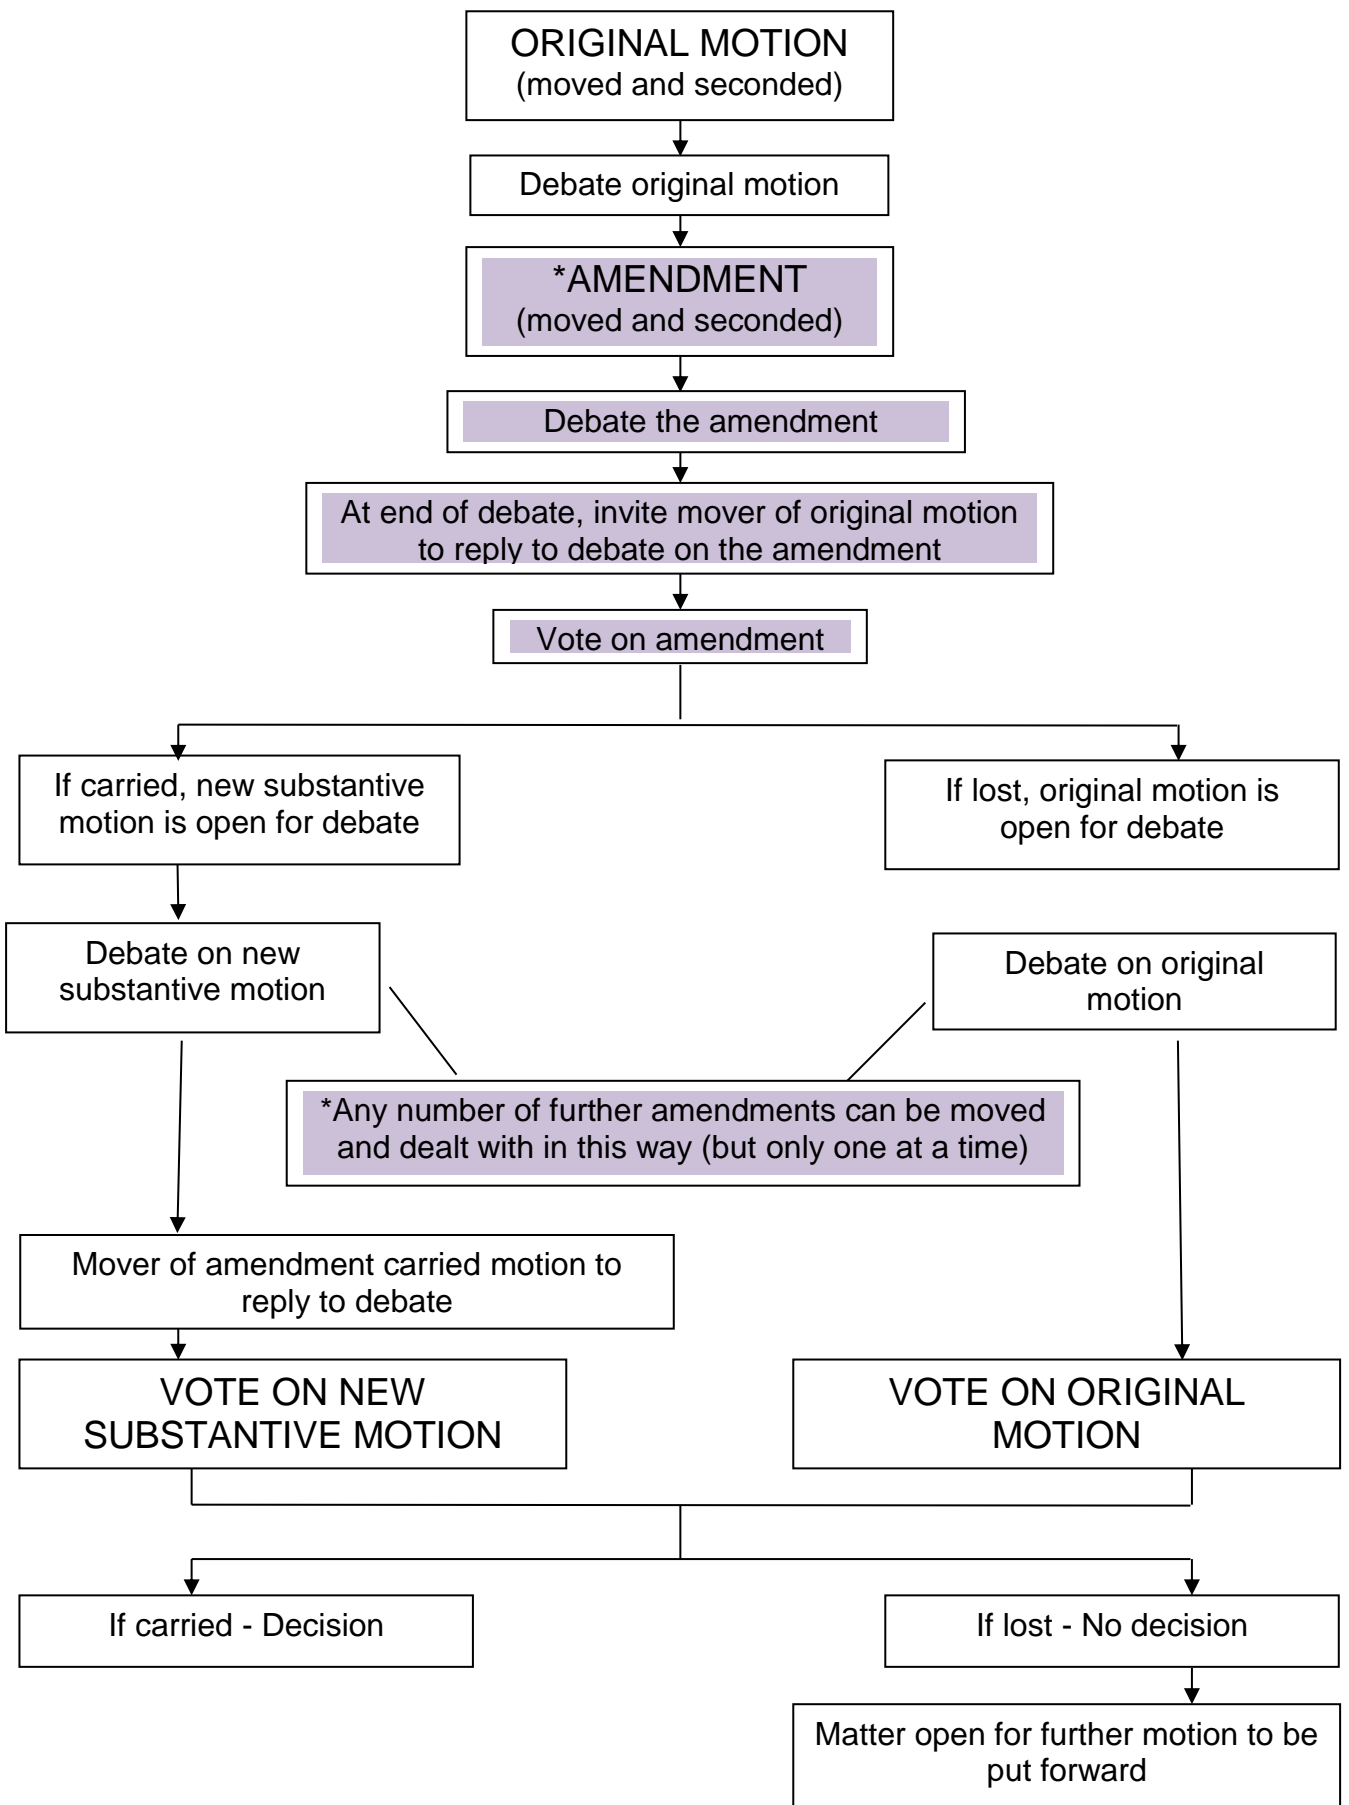 ORIGINAL MOTION
(moved and seconded)
Debate original motion
*AMENDMENT
(moved and seconded)
Debate the amendment
At end of debate, invite mover of original motion
to reply to debate on the amendment
Vote on amendment
If carried, new substantive
motion is open for debate
If lost, original motion is
open for debate
Debate on new
substantive motion
Debate on original
motion
*Any number of further amendments can be moved
and dealt with in this way (but only one at a time)
Mover of amendment carried motion to
reply to debate
VOTE ON NEW
SUBSTANTIVE MOTION
VOTE ON ORIGINAL
MOTION
If carried - Decision
If lost - No decision
Matter open for further motion to be
put forward